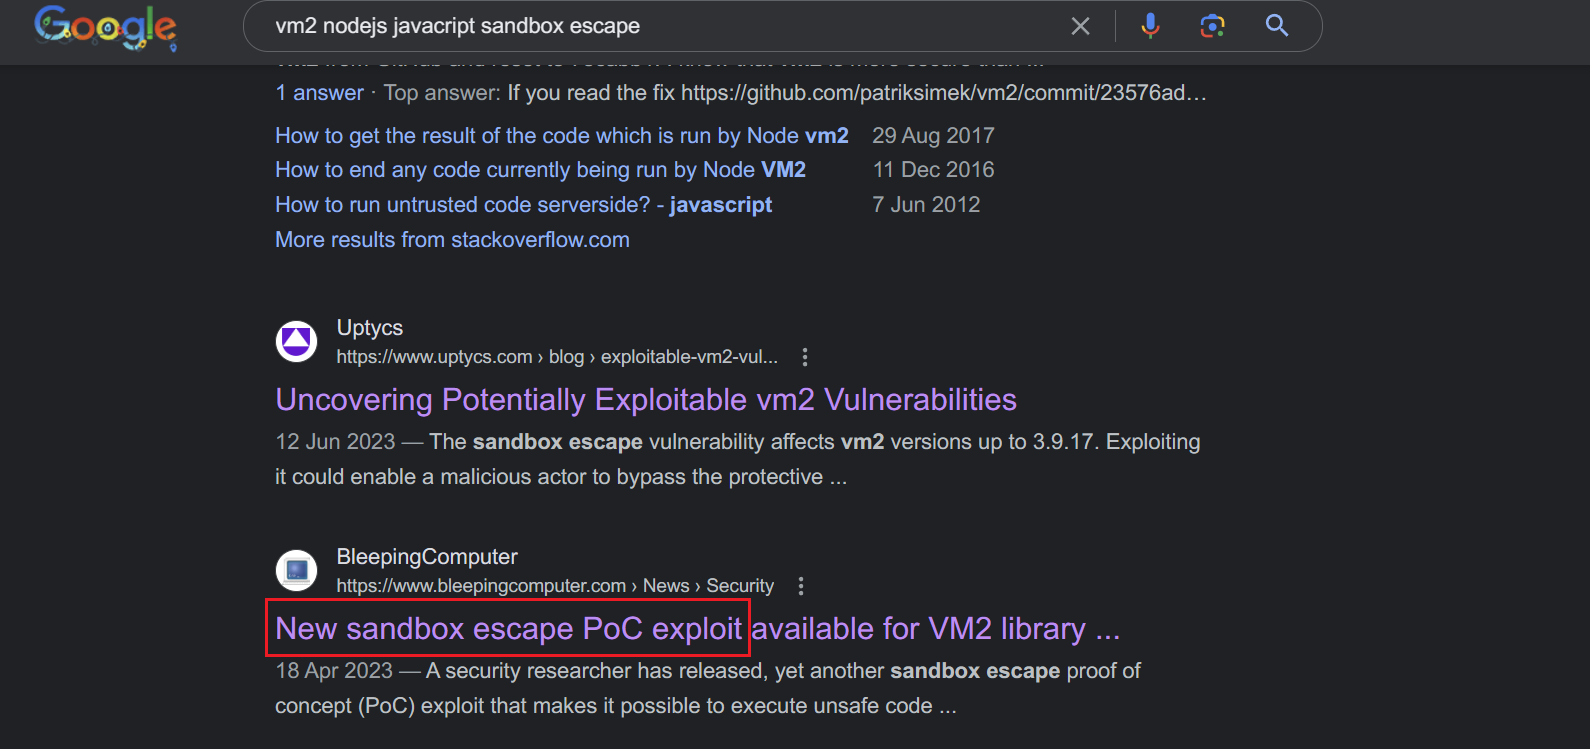 Google
vm2 nodejs javacript sandbox escape
1 answer · Top answer: If you read the fix https://github.com/patriksimek/vm2/commit/23576ad…
How to get the result of the code which is run by Node vm2 29 Aug 2017
How to end any code currently being run by Node VM2 11 Dec 2016
How to run untrusted code serverside? - javascript 7 Jun 2012
More results from stackoverflow.com
Uptycs
https://www.uptycs.com › blog › exploitable-vm2-vul...
Uncovering Potentially Exploitable vm2 Vulnerabilities
12 Jun 2023 — The sandbox escape vulnerability affects vm2 versions up to 3.9.17. Exploiting
it could enable a malicious actor to bypass the protective ...
BleepingComputer
https://www.bleepingcomputer.com › News › Security
New sandbox escape PoC exploit available for VM2 library ...
18 Apr 2023 — A security researcher has released, yet another sandbox escape proof of
concept (PoC) exploit that makes it possible to execute unsafe code ...